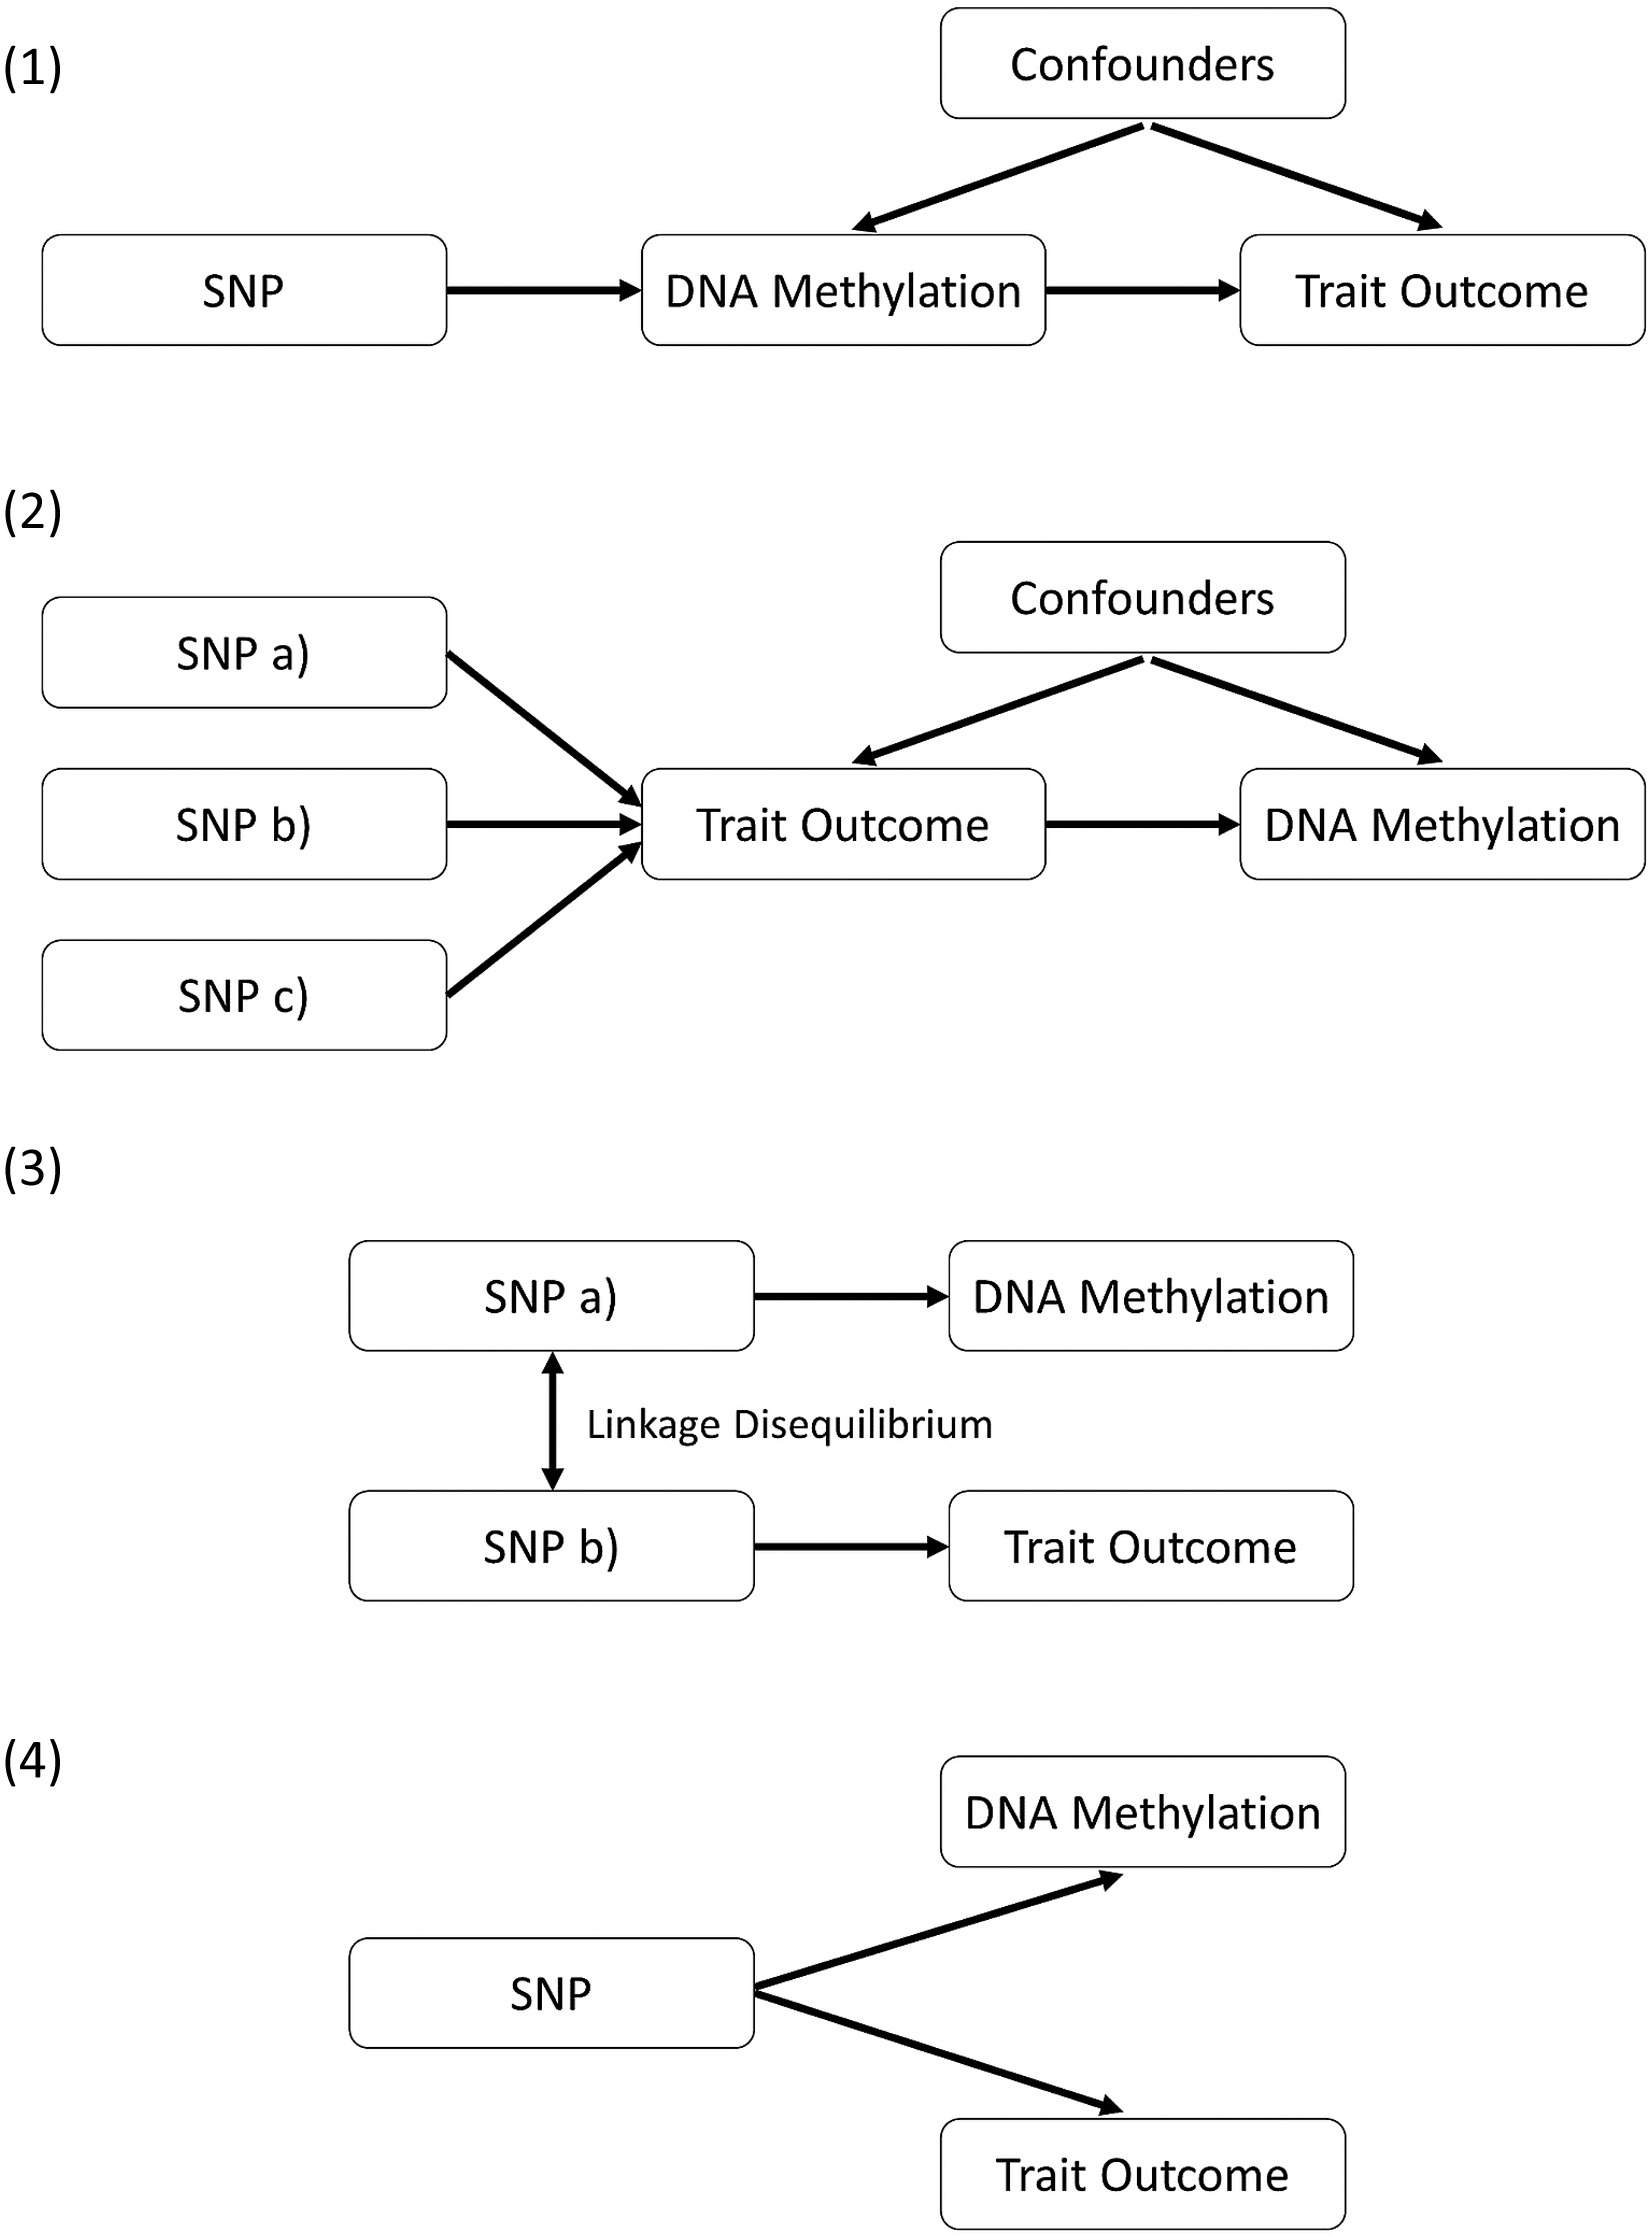 (1)
Confounders
SNP
DNA Methylation
Trait Outcome
(2)
Confounders
SNP a)
SNP b)
Trait Outcome
DNA Methylation
SNP c)
(3)
SNP a)
DNA Methylation
Linkage Disequilibrium
SNP b)
Trait Outcome
(4)
DNA Methylation
SNP
Trait Outcome